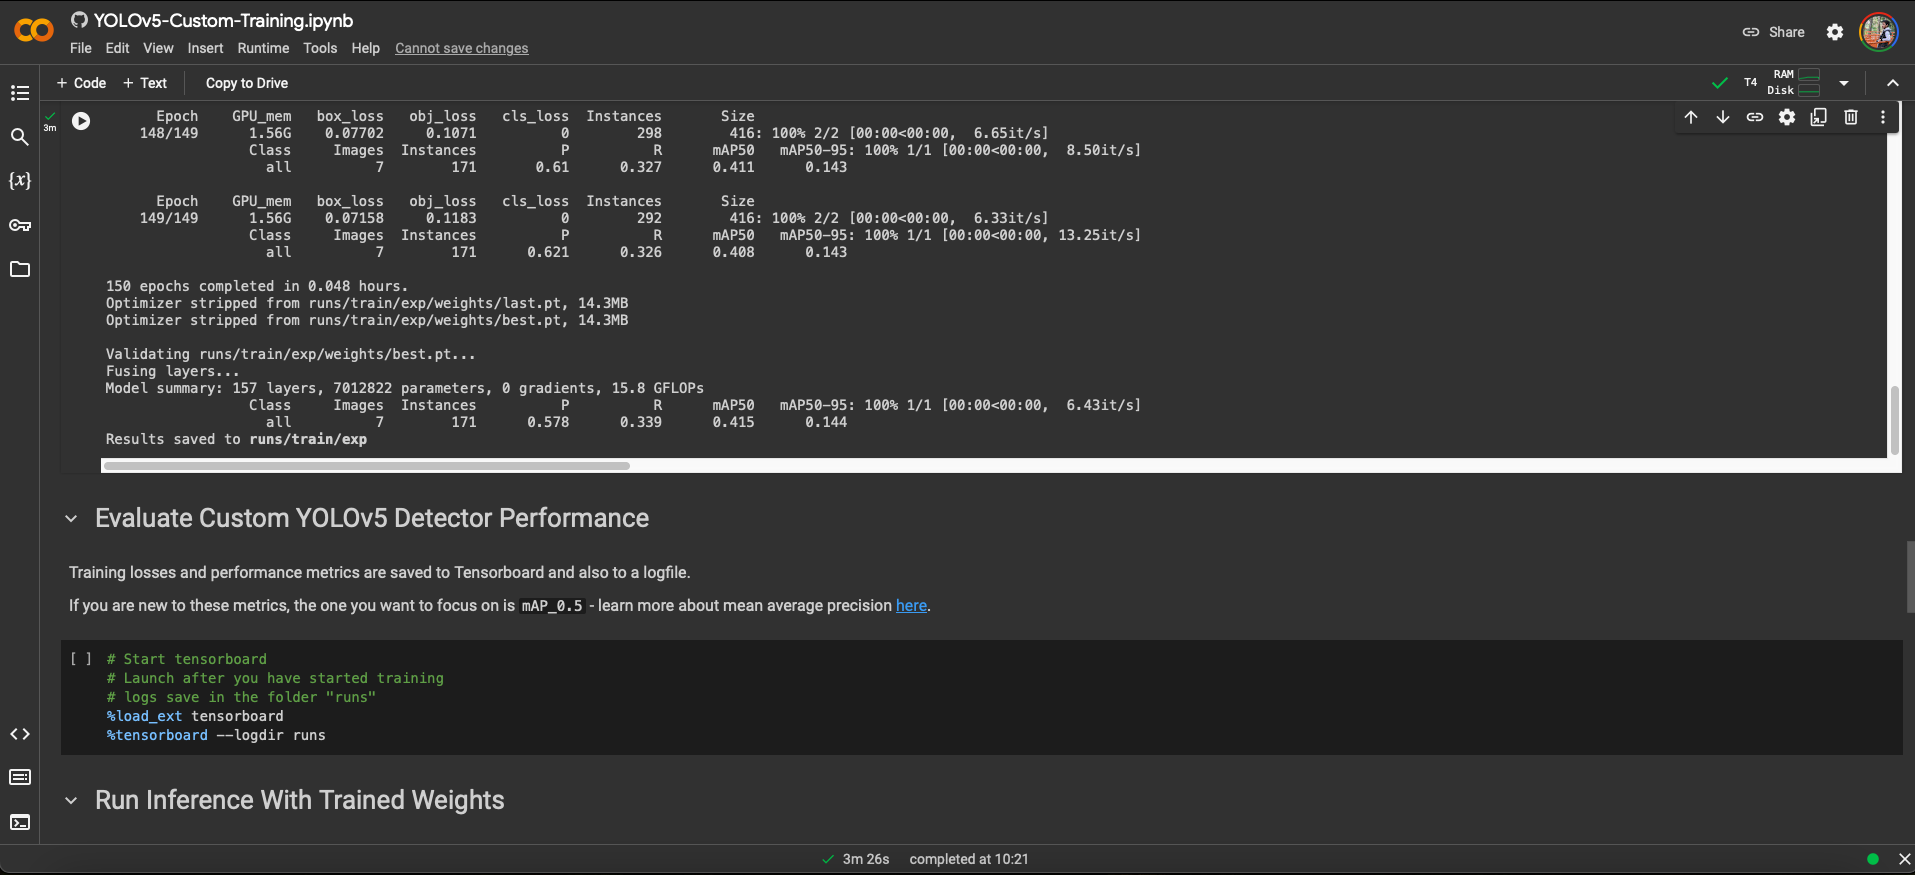 YOLOv5-Custom-Training.ipynb
File Edit View Insert Runtime Tools Help Cannot save changes
Share
+ Code + Text Copy to Drive
T4 RAM
Disk
3m
Epoch GPU_mem box_loss obj_loss cls_loss Instances Size
148/149 1.56G 0.07702 0.1071 0 298 416: 100% 2/2 [00:00<00:00, 6.65it/s]
Class Images Instances P R mAP50 mAP50-95: 100% 1/1 [00:00<00:00, 8.50it/s]
all 7 171 0.61 0.327 0.411 0.143
Epoch GPU_mem box_loss obj_loss cls_loss Instances Size
149/149 1.56G 0.07158 0.1183 0 292 416: 100% 2/2 [00:00<00:00, 6.33it/s]
Class Images Instances P R mAP50 mAP50-95: 100% 1/1 [00:00<00:00, 13.25it/s]
all 7 171 0.621 0.326 0.408 0.143
150 epochs completed in 0.048 hours.
Optimizer stripped from runs/train/exp/weights/last.pt, 14.3MB
Optimizer stripped from runs/train/exp/weights/best.pt, 14.3MB
Validating runs/train/exp/weights/best.pt...
Fusing layers...
Model summary: 157 layers, 7012822 parameters, 0 gradients, 15.8 GFLOPs
Class Images Instances P R mAP50 mAP50-95: 100% 1/1 [00:00<00:00, 6.43it/s]
all 7 171 0.578 0.339 0.415 0.144
Results saved to runs/train/exp
Evaluate Custom YOLOv5 Detector Performance
Training losses and performance metrics are saved to Tensorboard and also to a logfile.
If you are new to these metrics, the one you want to focus on is mAP_0.5 - learn more about mean average precision here.
[ ] # Start tensorboard
# Launch after you have started training
# logs save in the folder "runs"
%load_ext tensorboard
%tensorboard --logdir runs
Run Inference With Trained Weights
3m 26s completed at 10:21